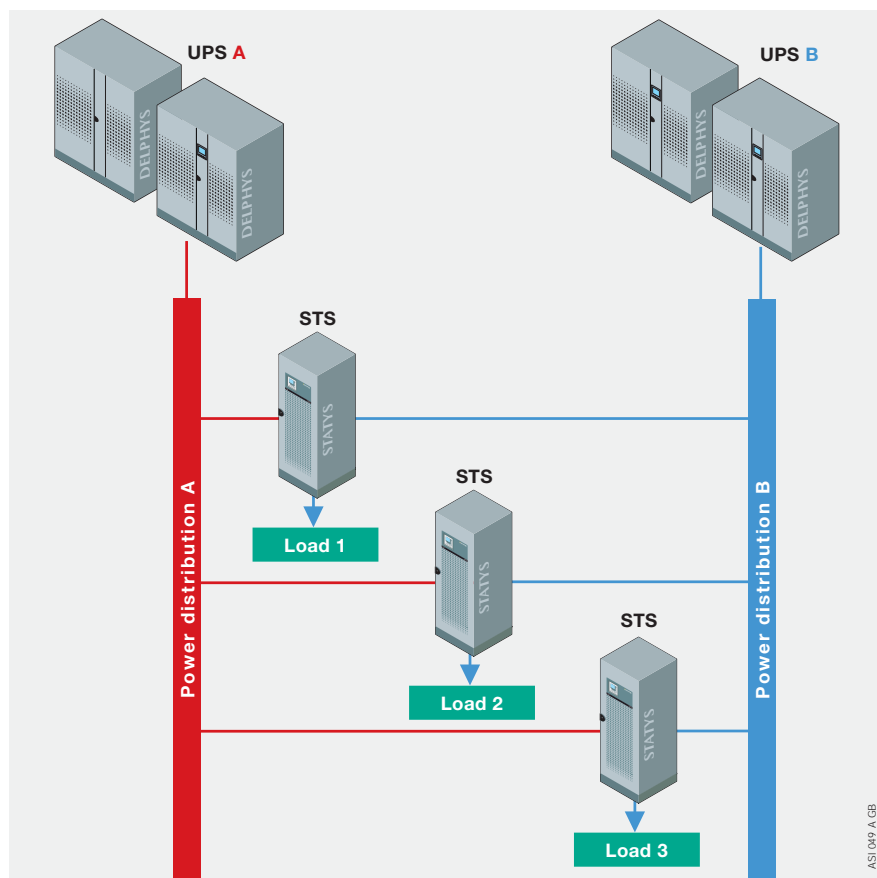 UPS A
UPS B
DELPHYS
DELPHYS
DELPHYS
DELPHYS
STS
STATYS
Load 1
STS
STATYS
Load 2
STS
STATYS
Load 3
Power distribution A
Power distribution B
ASI 049 A GB